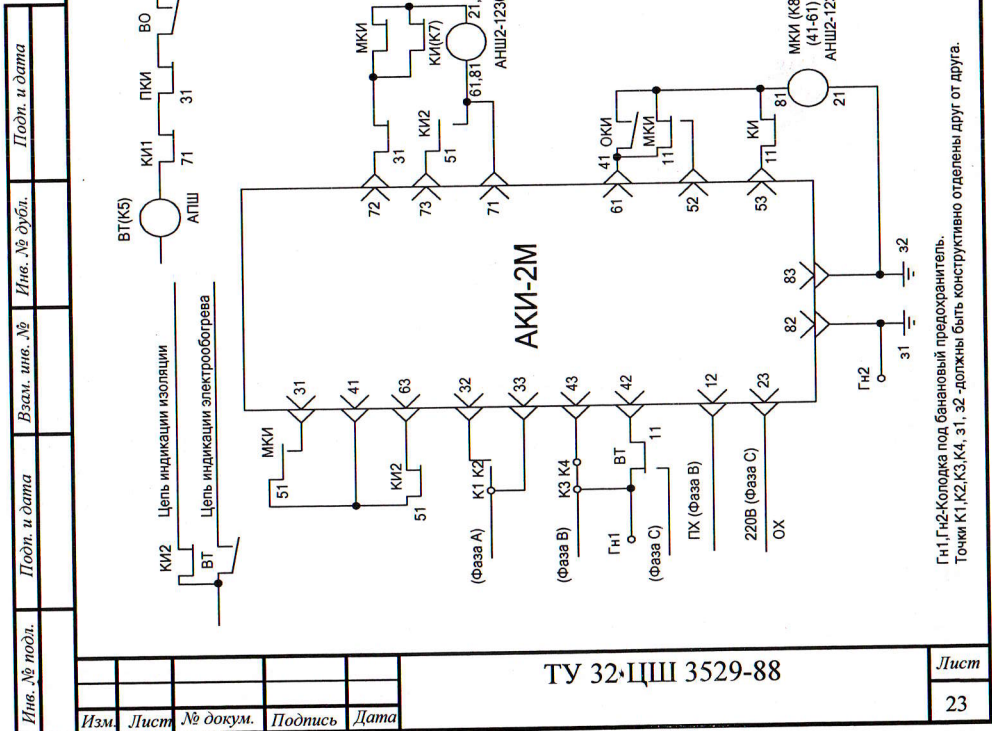 Подп. и дата
Инв. № дубл.
Взам. инв. №
Подп. и дата
Инв. № подл.
ВО
ПКИ
31
КИ1
71
ВТ(К5)
АПШ
Цепь индикации изоляции
Цепь индикации электрообогрева
КИ2
ВТ
МКИ
КИ(К7)
21,
АНШ2-123
61,81
31
КИ2
51
72
73
71
МКИ (К8
(41-61)
АНШ2-12
81
21
41
ОКИ
МКИ
11
КИ
11
61
52
53
АКИ-2М
83
82
з2
з1
Гн2
31
41
63
32
33
43
42
12
23
МКИ
51
КИ2
51
К1 К2
(Фаза А)
К3 К4
(Фаза В)
ВТ
11
Гн1
(Фаза С)
ПХ (Фаза В)
220В (Фаза С)
ОХ
Гн1,Гн2-Колодка под банановый предохранитель.
Точки К1,К2,К3,К4, з1, з2 -должны быть конструктивно отделены друг от друга.
Изм.
Лист
№ докум.
Подпись
Дата
ТУ 32·ЦШ 3529-88
Лист
23